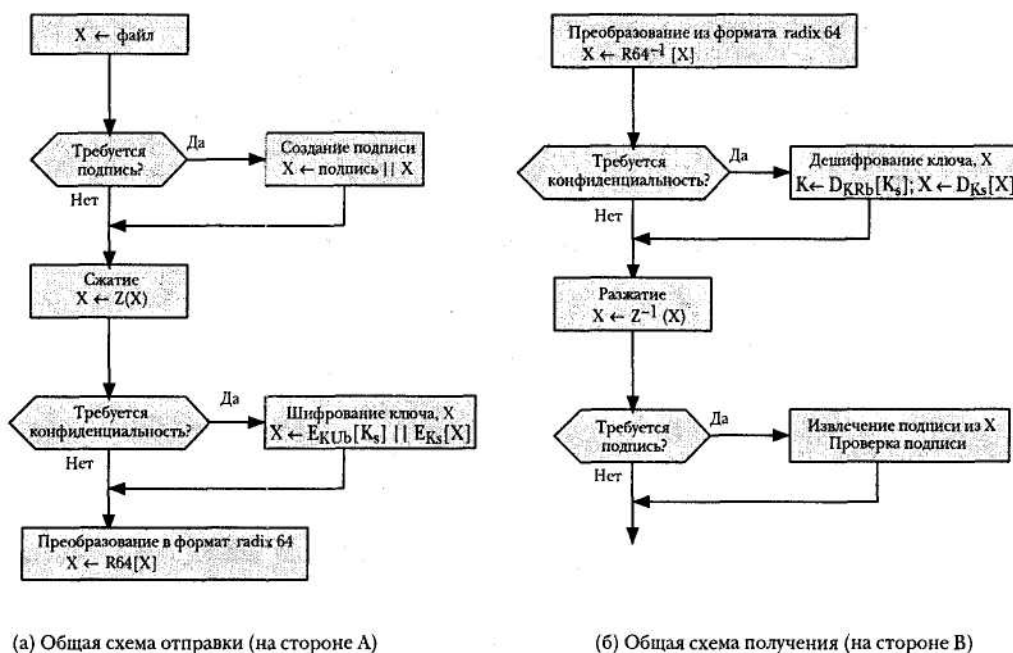 X ← файл
Требуется
подпись?
Да
Нет
Создание подписи
X ← подпись || X
Сжатие
X ← Z(X)
Требуется
конфиденциальность?
Да
Нет
Шифрование ключа, X
X ← E_KUb[K_s] || E_Ks[X]
Преобразование в формат radix 64
X ← R64[X]
(а) Общая схема отправки (на стороне А)
Преобразование из формата radix 64
X ← R64⁻¹ [X]
Требуется
конфиденциальность?
Да
Нет
Дешифрование ключа, X
K ← D_KRb[K_s]; X ← D_Ks[X]
Разжатие
X ← Z⁻¹ (X)
Требуется
подпись?
Да
Нет
Извлечение подписи из X
Проверка подписи
(б) Общая схема получения (на стороне В)